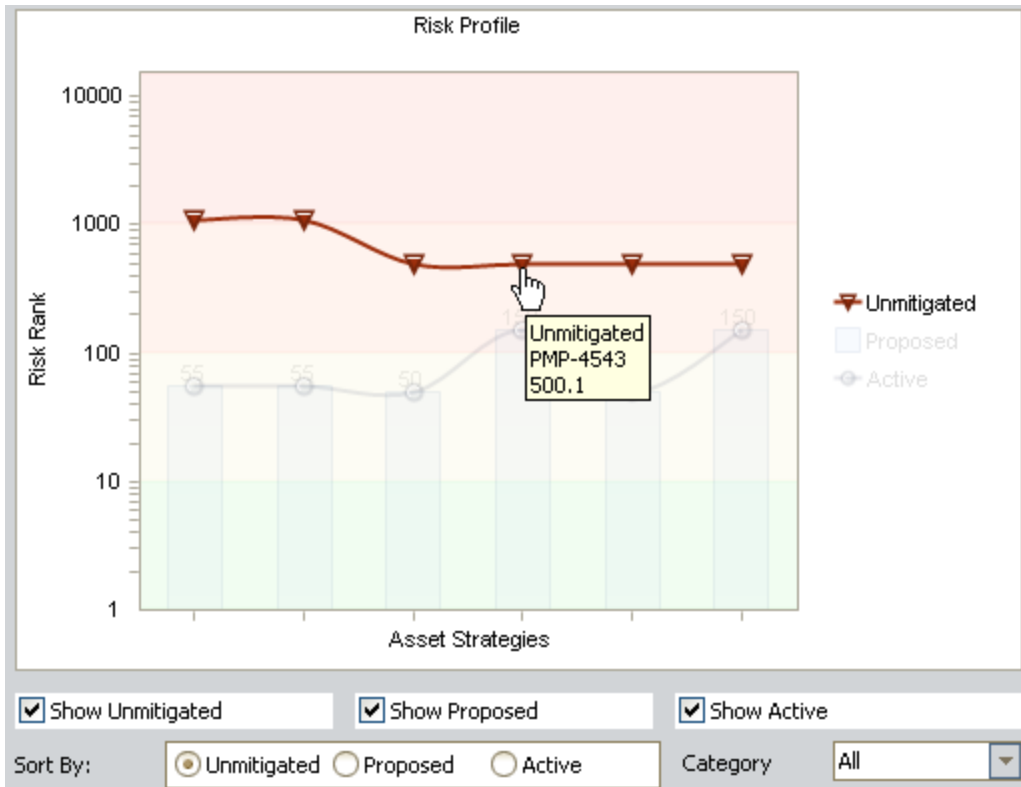 Risk Profile
10000
1000
100
10
1
Risk Rank
55
55
50
150
Unmitigated
PMP-4543
500.1
Unmitigated
Proposed
Active
Asset Strategies
Show Unmitigated
Show Proposed
Show Active
Sort By:
Unmitigated
Proposed
Active
Category
All